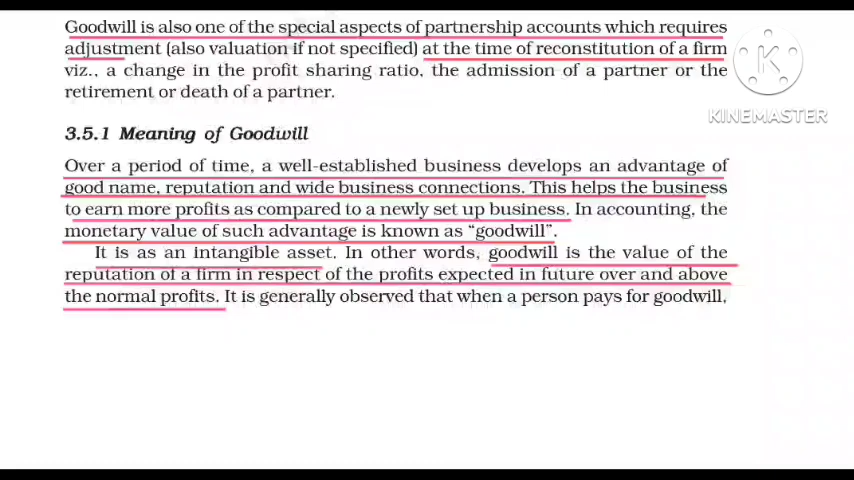 Goodwill is also one of the special aspects of partnership accounts which requires
adjustment (also valuation if not specified) at the time of reconstitution of a firm
viz., a change in the profit sharing ratio, the admission of a partner or the
retirement or death of a partner.
K
KINEMASTER
3.5.1 Meaning of Goodwill
Over a period of time, a well-established business develops an advantage of
good name, reputation and wide business connections. This helps the business
to earn more profits as compared to a newly set up business. In accounting, the
monetary value of such advantage is known as “goodwill”.
It is as an intangible asset. In other words, goodwill is the value of the
reputation of a firm in respect of the profits expected in future over and above
the normal profits. It is generally observed that when a person pays for goodwill,